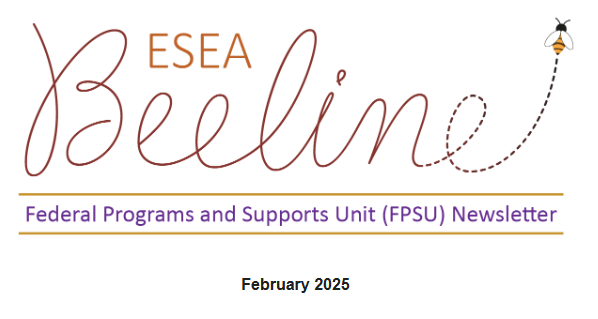 ESEA
Beeline
Federal Programs and Supports Unit (FPSU) Newsletter
February 2025